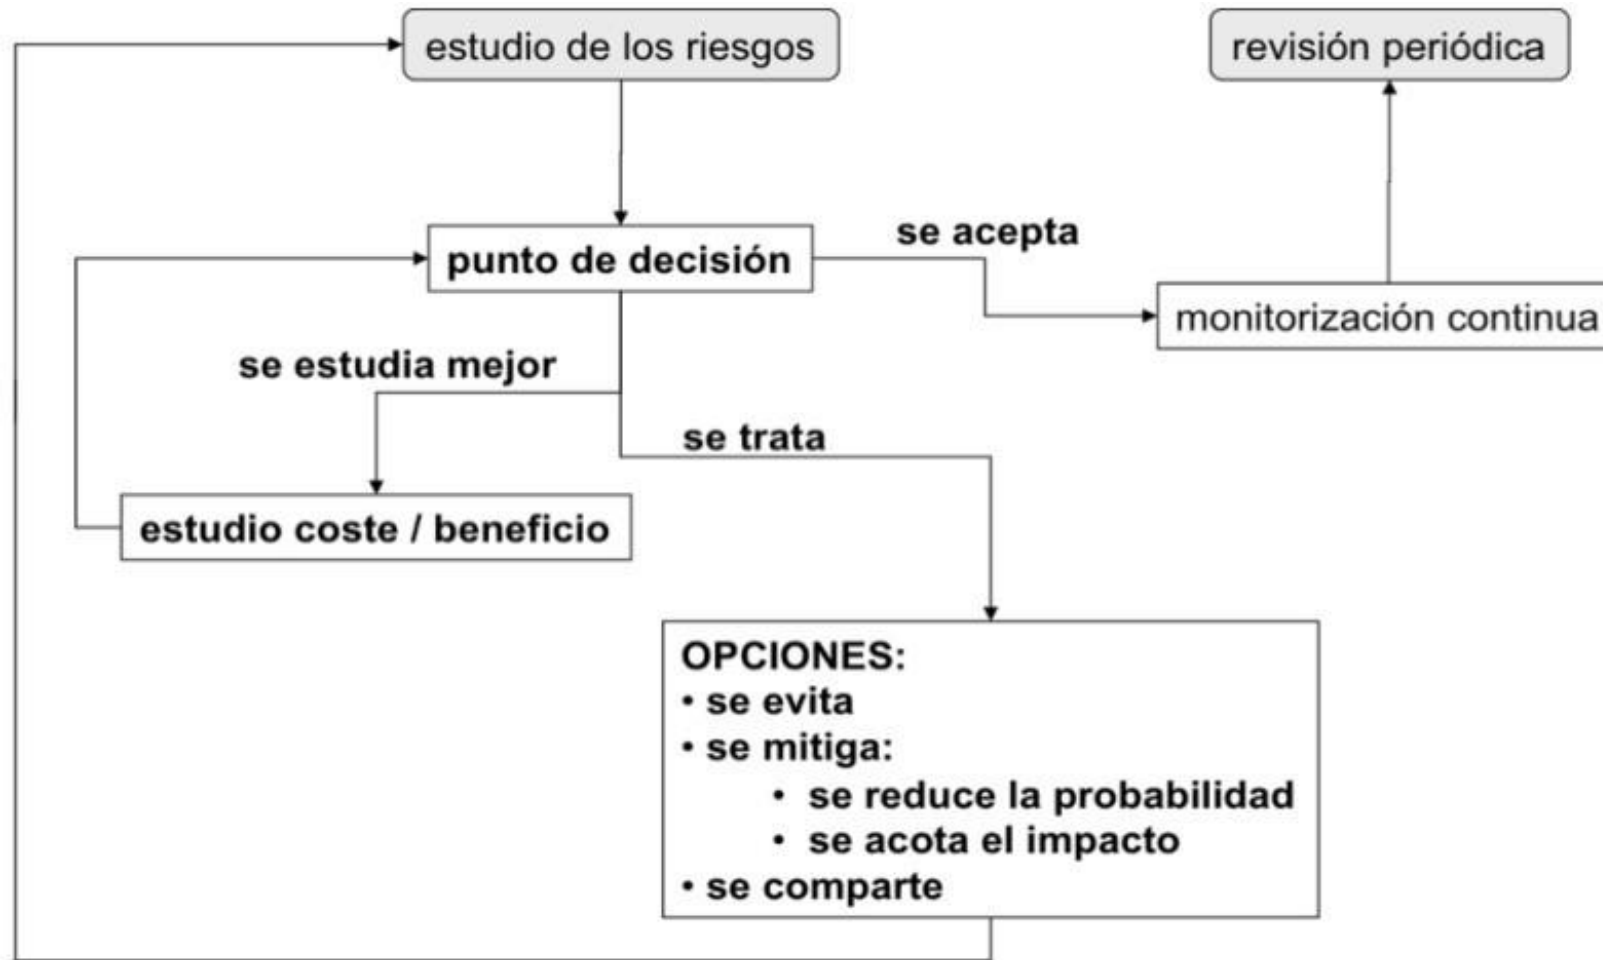 estudio de los riesgos
revisión periódica
punto de decisión
se acepta
monitorización continua
se estudia mejor
se trata
estudio coste / beneficio
OPCIONES:
• se evita
• se mitiga:
• se reduce la probabilidad
• se acota el impacto
• se comparte